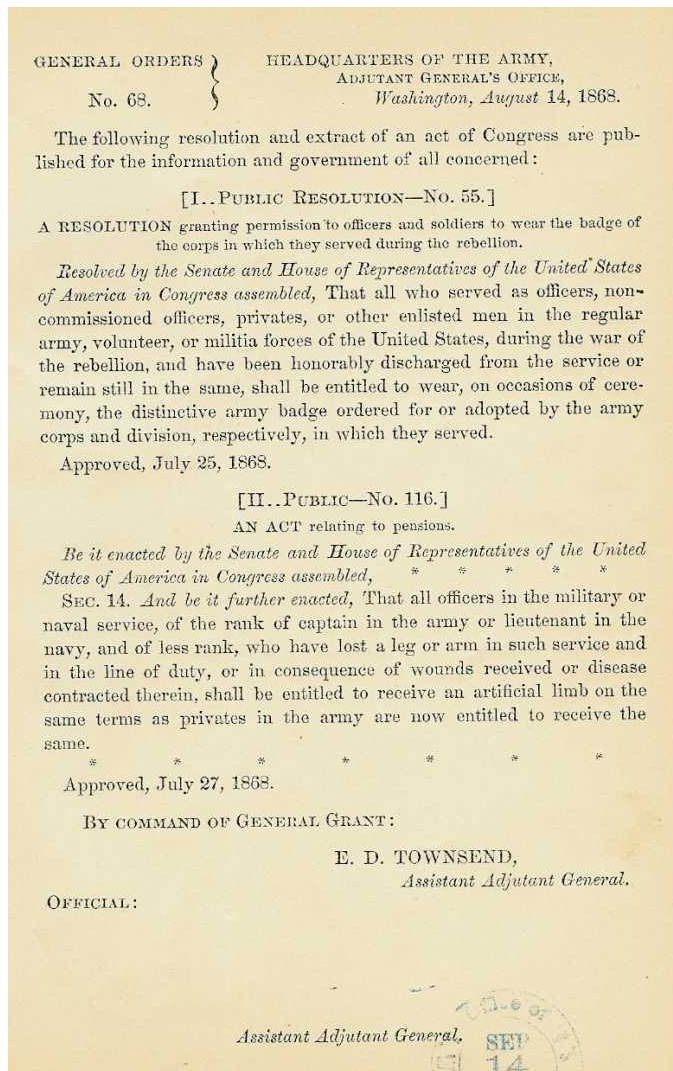 GENERAL ORDERS
No. 68.
HEADQUARTERS OF THE ARMY,
ADJUTANT GENERAL'S OFFICE,
Washington, August 14, 1868.
The following resolution and extract of an act of Congress are pub-
lished for the information and government of all concerned:
[I..PUBLIC RESOLUTION—No. 55.]
A RESOLUTION granting permission to officers and soldiers to wear the badge of
the corps in which they served during the rebellion.
Resolved by the Senate and House of Representatives of the United States
of America in Congress assembled, That all who served as officers, non-
commissioned officers, privates, or other enlisted men in the regular
army, volunteer, or militia forces of the United States, during the war of
the rebellion, and have been honorably discharged from the service or
remain still in the same, shall be entitled to wear, on occasions of cere-
mony, the distinctive army badge ordered for or adopted by the army
corps and division, respectively, in which they served.
Approved, July 25, 1868.
[II..PUBLIC—No. 116.]
AN ACT relating to pensions.
Be it enacted by the Senate and House of Representatives of the United
States of America in Congress assembled, * * * * *
SEC. 14. And be it further enacted, That all officers in the military or
naval service, of the rank of captain in the army or lieutenant in the
navy, and of less rank, who have lost a leg or arm in such service and
in the line of duty, or in consequence of wounds received or disease
contracted therein, shall be entitled to receive an artificial limb on the
same terms as privates in the army are now entitled to receive the
same.
* * * * * * *
Approved, July 27, 1868.
BY COMMAND OF GENERAL GRANT:
E. D. TOWNSEND,
Assistant Adjutant General.
OFFICIAL:
Assistant Adjutant General.
SEP
14